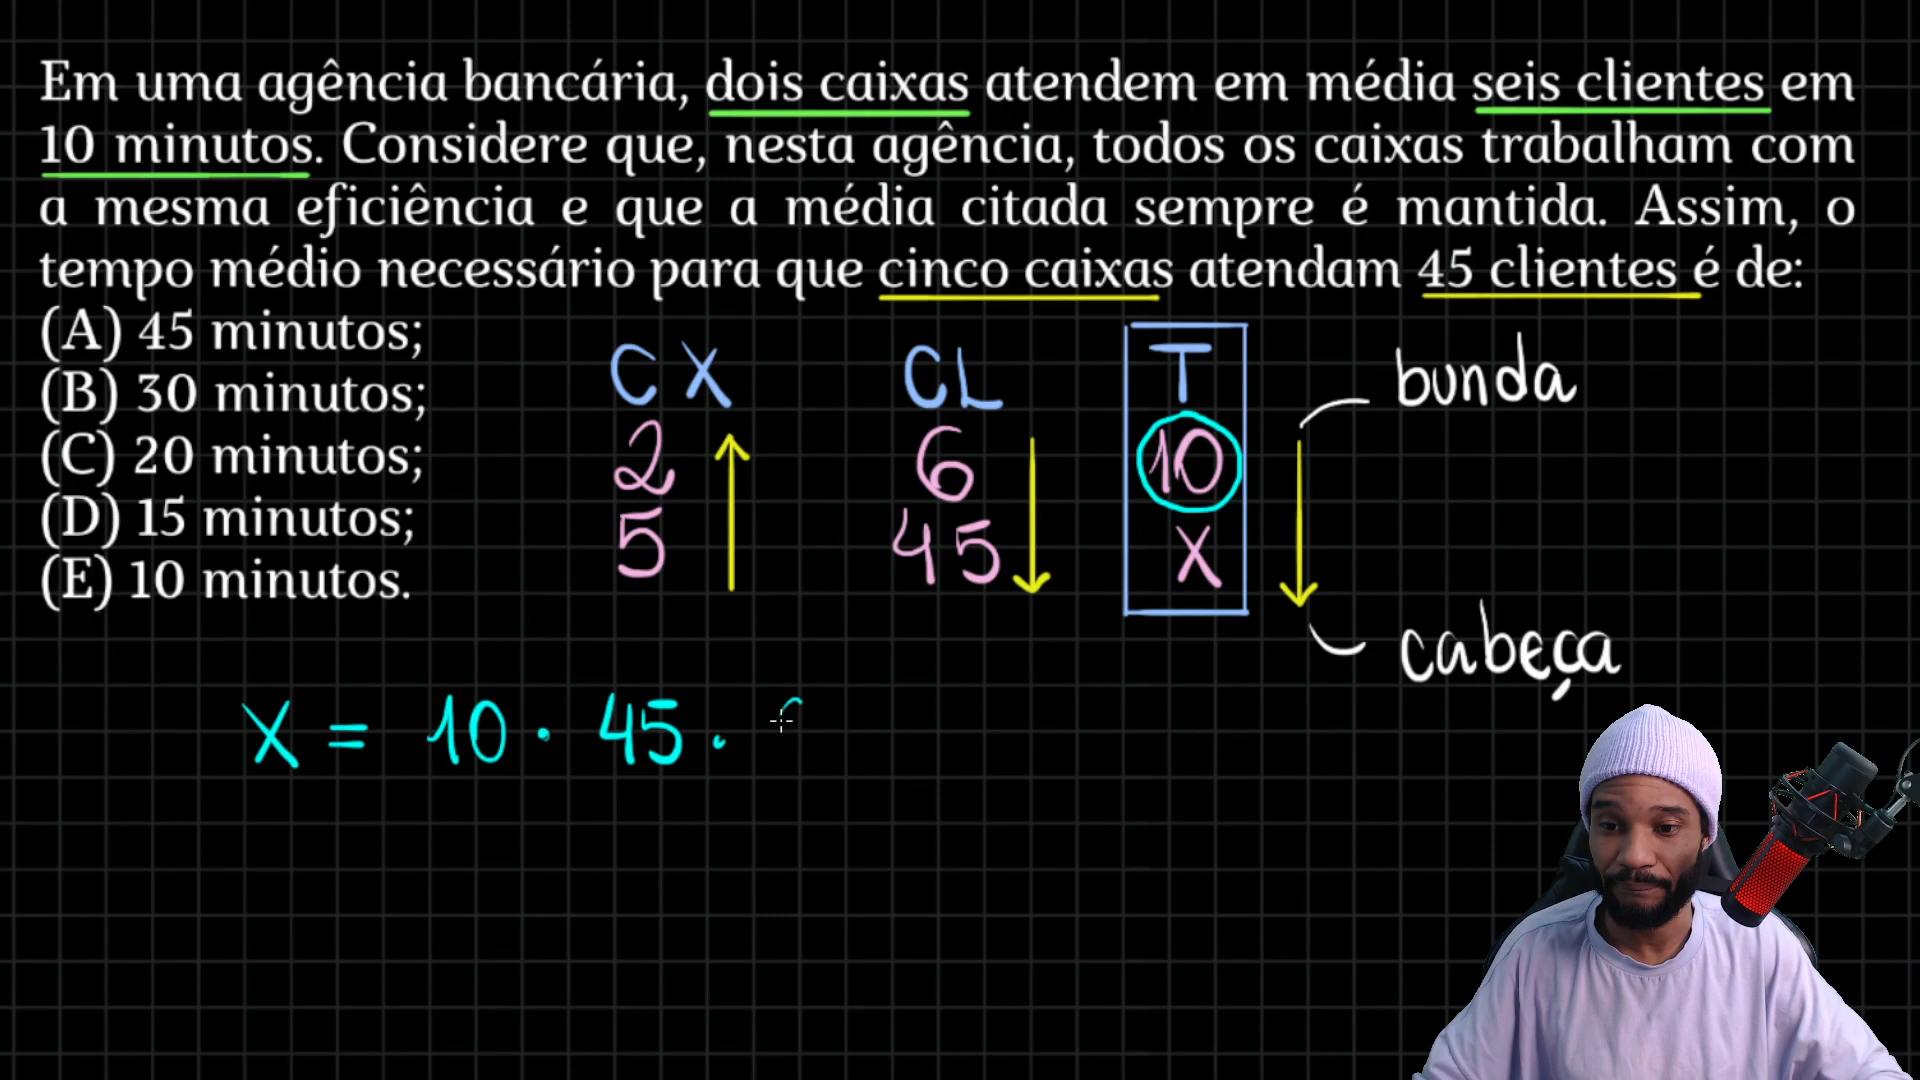 Em uma agência bancária, dois caixas atendem em média seis clientes em
10 minutos. Considere que, nesta agência, todos os caixas trabalham com
a mesma eficiência e que a média citada sempre é mantida. Assim, o
tempo médio necessário para que cinco caixas atendam 45 clientes é de:
(A) 45 minutos;
(B) 30 minutos;
(C) 20 minutos;
(D) 15 minutos;
(E) 10 minutos.
CX CL T bunda
2 6 10
5 45 X
cabeça
X = 10 · 45 ·